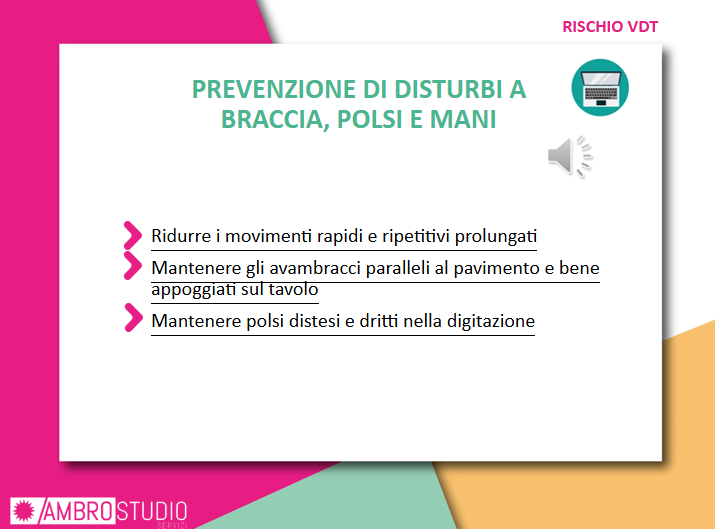 RISCHIO VDT
PREVENZIONE DI DISTURBI A
BRACCIA, POLSI E MANI
Ridurre i movimenti rapidi e ripetitivi prolungati
Mantenere gli avambracci paralleli al pavimento e bene
appoggiati sul tavolo
Mantenere polsi distesi e dritti nella digitazione
AMBROSTUDIO
SERVIZI